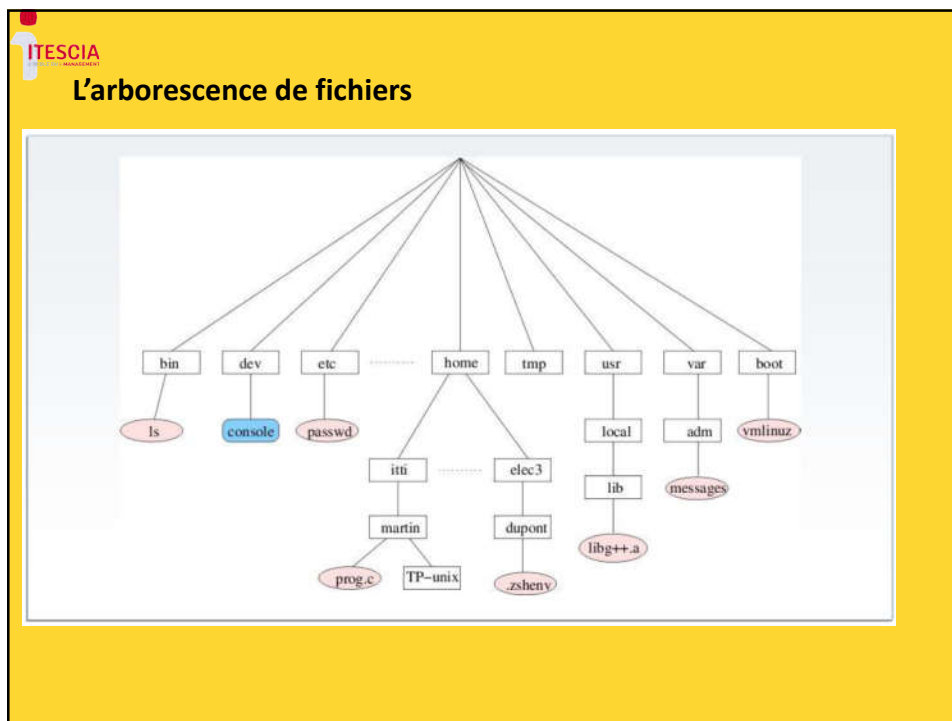 ITESCIA
L'arborescence de fichiers
bin dev etc home tmp usr var boot
ls console passwd local adm vmlinuz
itti elec3 lib messages
martin dupont libg++.a
prog.c TP-unix .zshenv